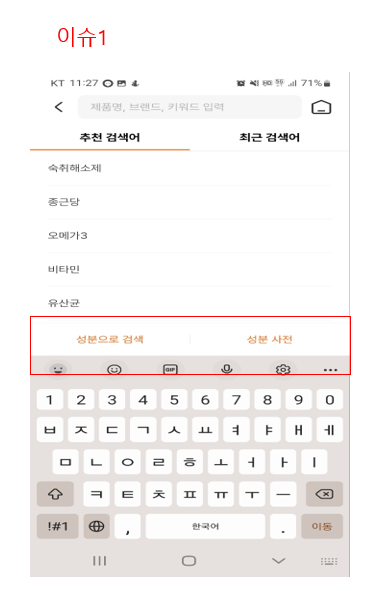 이슈1
KT 11:27 71%
제품명, 브랜드, 키워드 입력
추천 검색어 최근 검색어
숙취해소제
종근당
오메가3
비타민
유산균
성분으로 검색 성분 사전
GIF
1 2 3 4 5 6 7 8 9 0
ㅂ ㅈ ㄷ ㄱ ㅅ ㅛ ㅕ ㅑ ㅐ ㅔ
ㅁ ㄴ ㅇ ㄹ ㅎ ㅗ ㅓ ㅏ ㅣ
ㅋ ㅌ ㅊ ㅍ ㅠ ㅜ ㅡ
!#1 , 한국어 . 이동